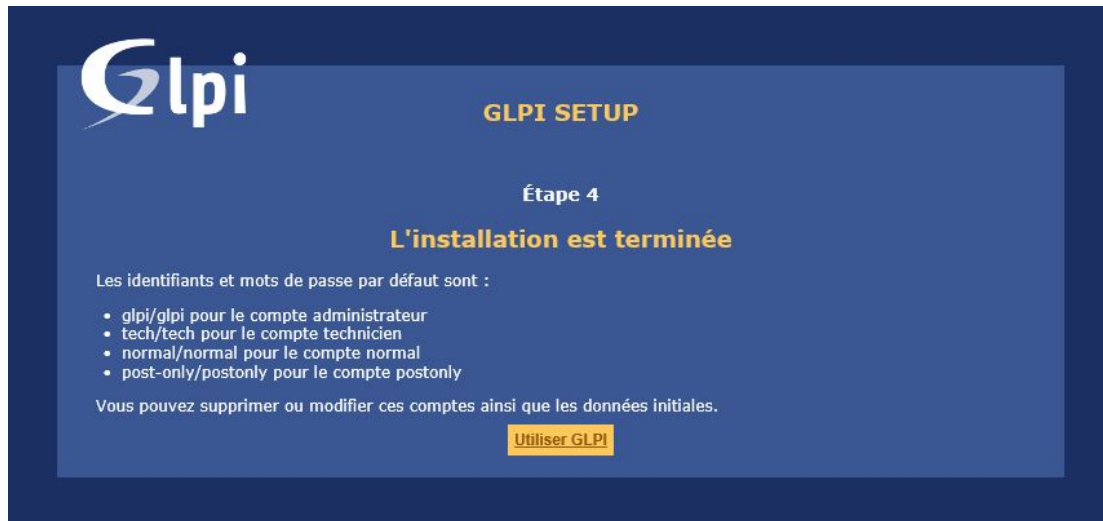 Glpi
GLPI SETUP
Étape 4
L'installation est terminée
Les identifiants et mots de passe par défaut sont :
• glpi/glpi pour le compte administrateur
• tech/tech pour le compte technicien
• normal/normal pour le compte normal
• post-only/postonly pour le compte postonly
Vous pouvez supprimer ou modifier ces comptes ainsi que les données initiales.
Utiliser GLPI